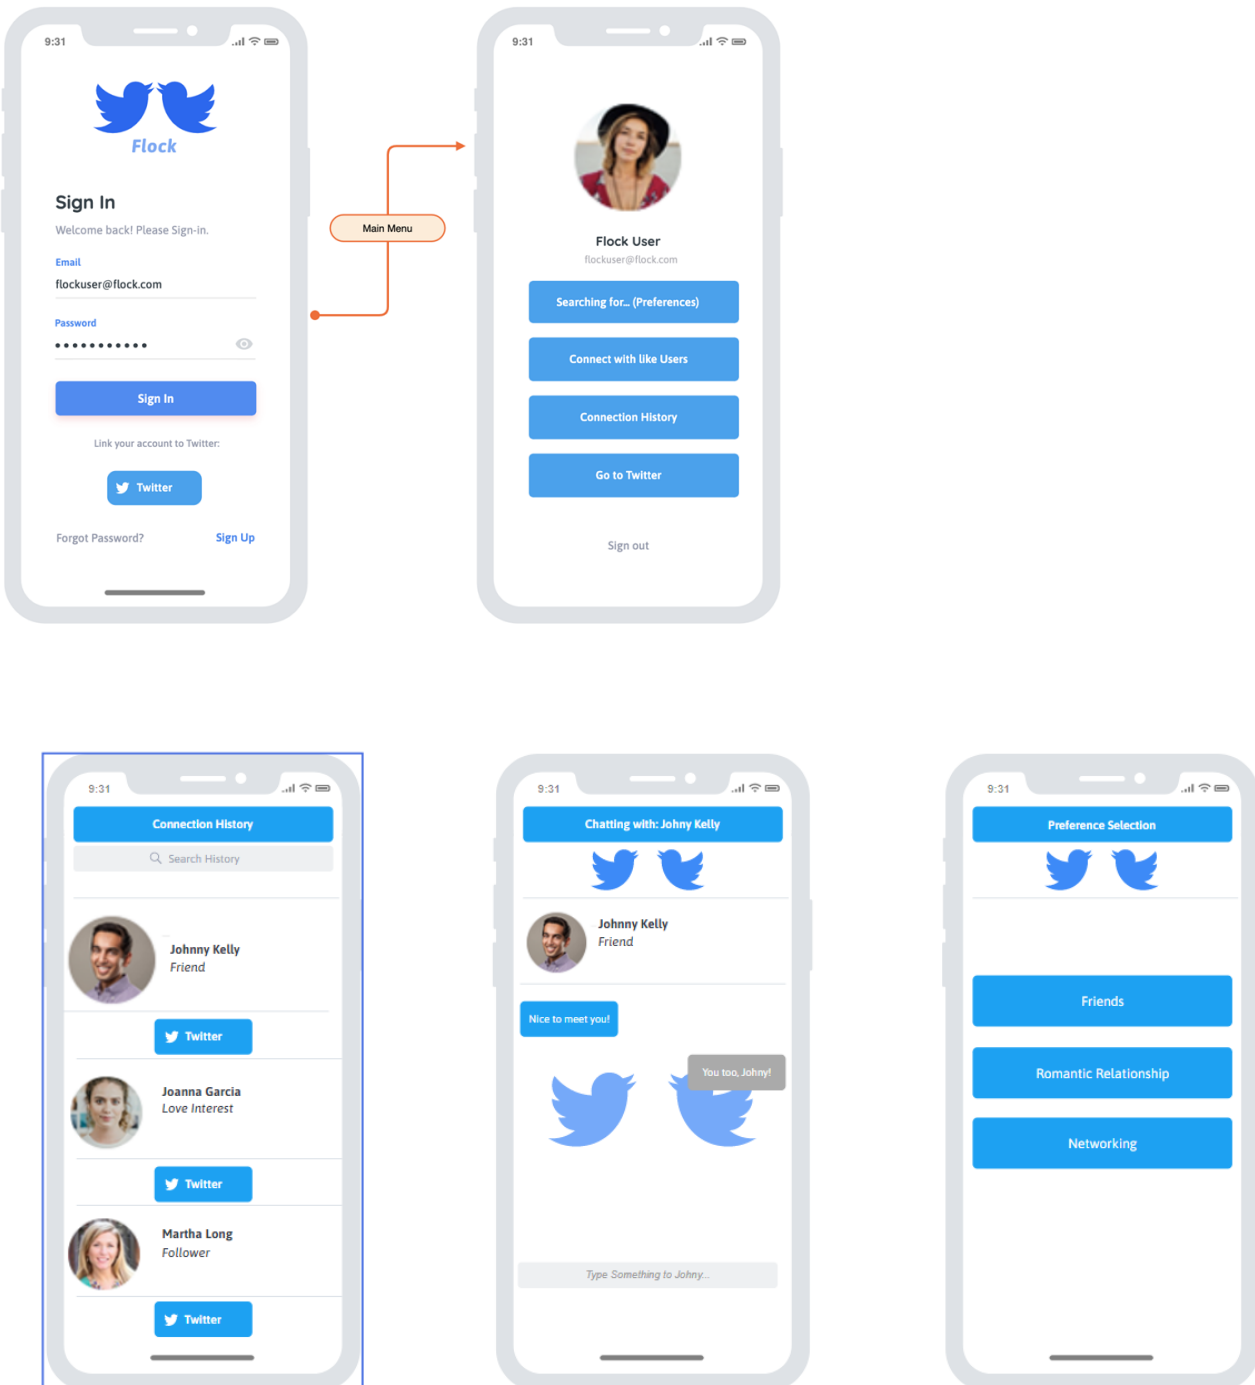 9:31
Flock
Sign In
Welcome back! Please Sign-in.
Email
flockuser@flock.com
Password
Sign In
Link your account to Twitter:
Twitter
Forgot Password?
Sign Up
Main Menu
9:31
Flock User
flockuser@flock.com
Searching for... (Preferences)
Connect with like Users
Connection History
Go to Twitter
Sign out
9:31
Connection History
Search History
Johnny Kelly
Friend
Twitter
Joanna Garcia
Love Interest
Twitter
Martha Long
Follower
Twitter
9:31
Chatting with: Johny Kelly
Johnny Kelly
Friend
Nice to meet you!
You too, Johny!
Type Something to Johny...
9:31
Preference Selection
Friends
Romantic Relationship
Networking